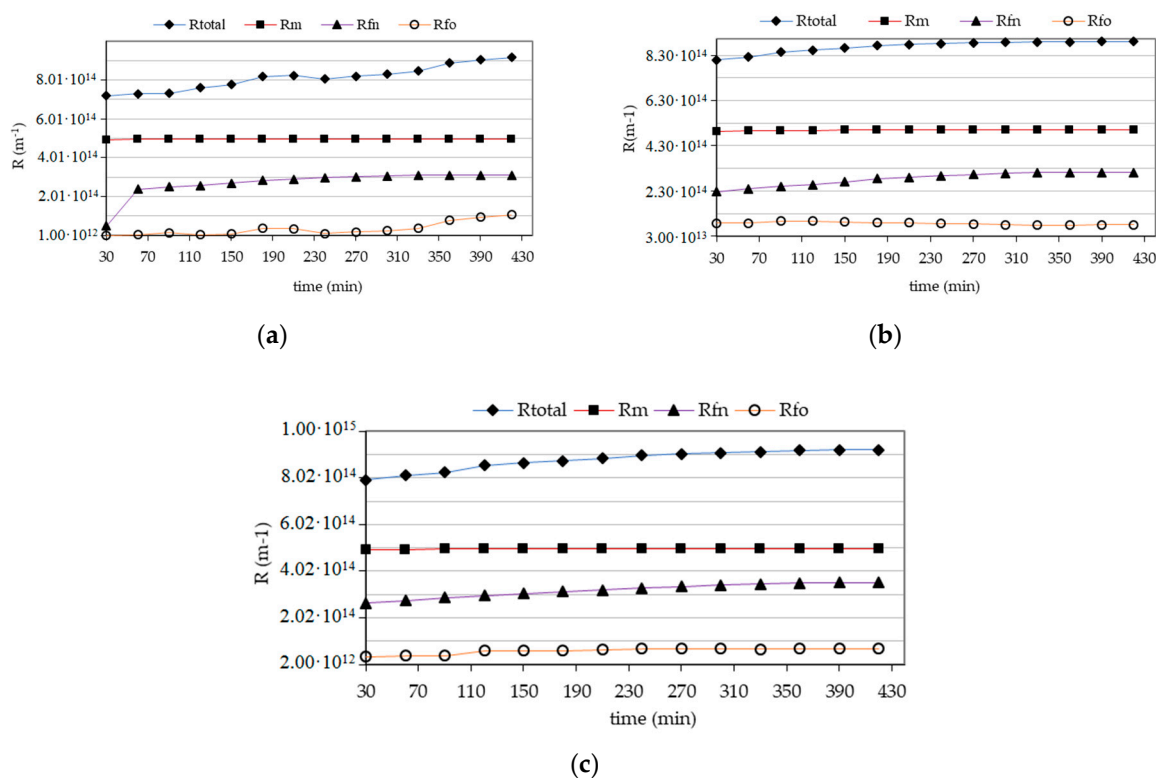 Rtotal Rm Rfn Rfo
R (m⁻¹)
8.01·10¹⁴
6.01·10¹⁴
4.01·10¹⁴
2.01·10¹⁴
1.00·10¹²
30 70 110 150 190 230 270 310 350 390 430
time (min)
(a)
Rtotal Rm Rfn Rfo
R(m-1)
8.30·10¹⁴
6.30·10¹⁴
4.30·10¹⁴
2.30·10¹⁴
3.00·10¹³
30 70 110 150 190 230 270 310 350 390 430
time (min)
(b)
Rtotal Rm Rfn Rfo
R (m-1)
1.00·10¹⁵
8.02·10¹⁴
6.02·10¹⁴
4.02·10¹⁴
2.02·10¹⁴
2.00·10¹²
30 70 110 150 190 230 270 310 350 390 430
time (min)
(c)